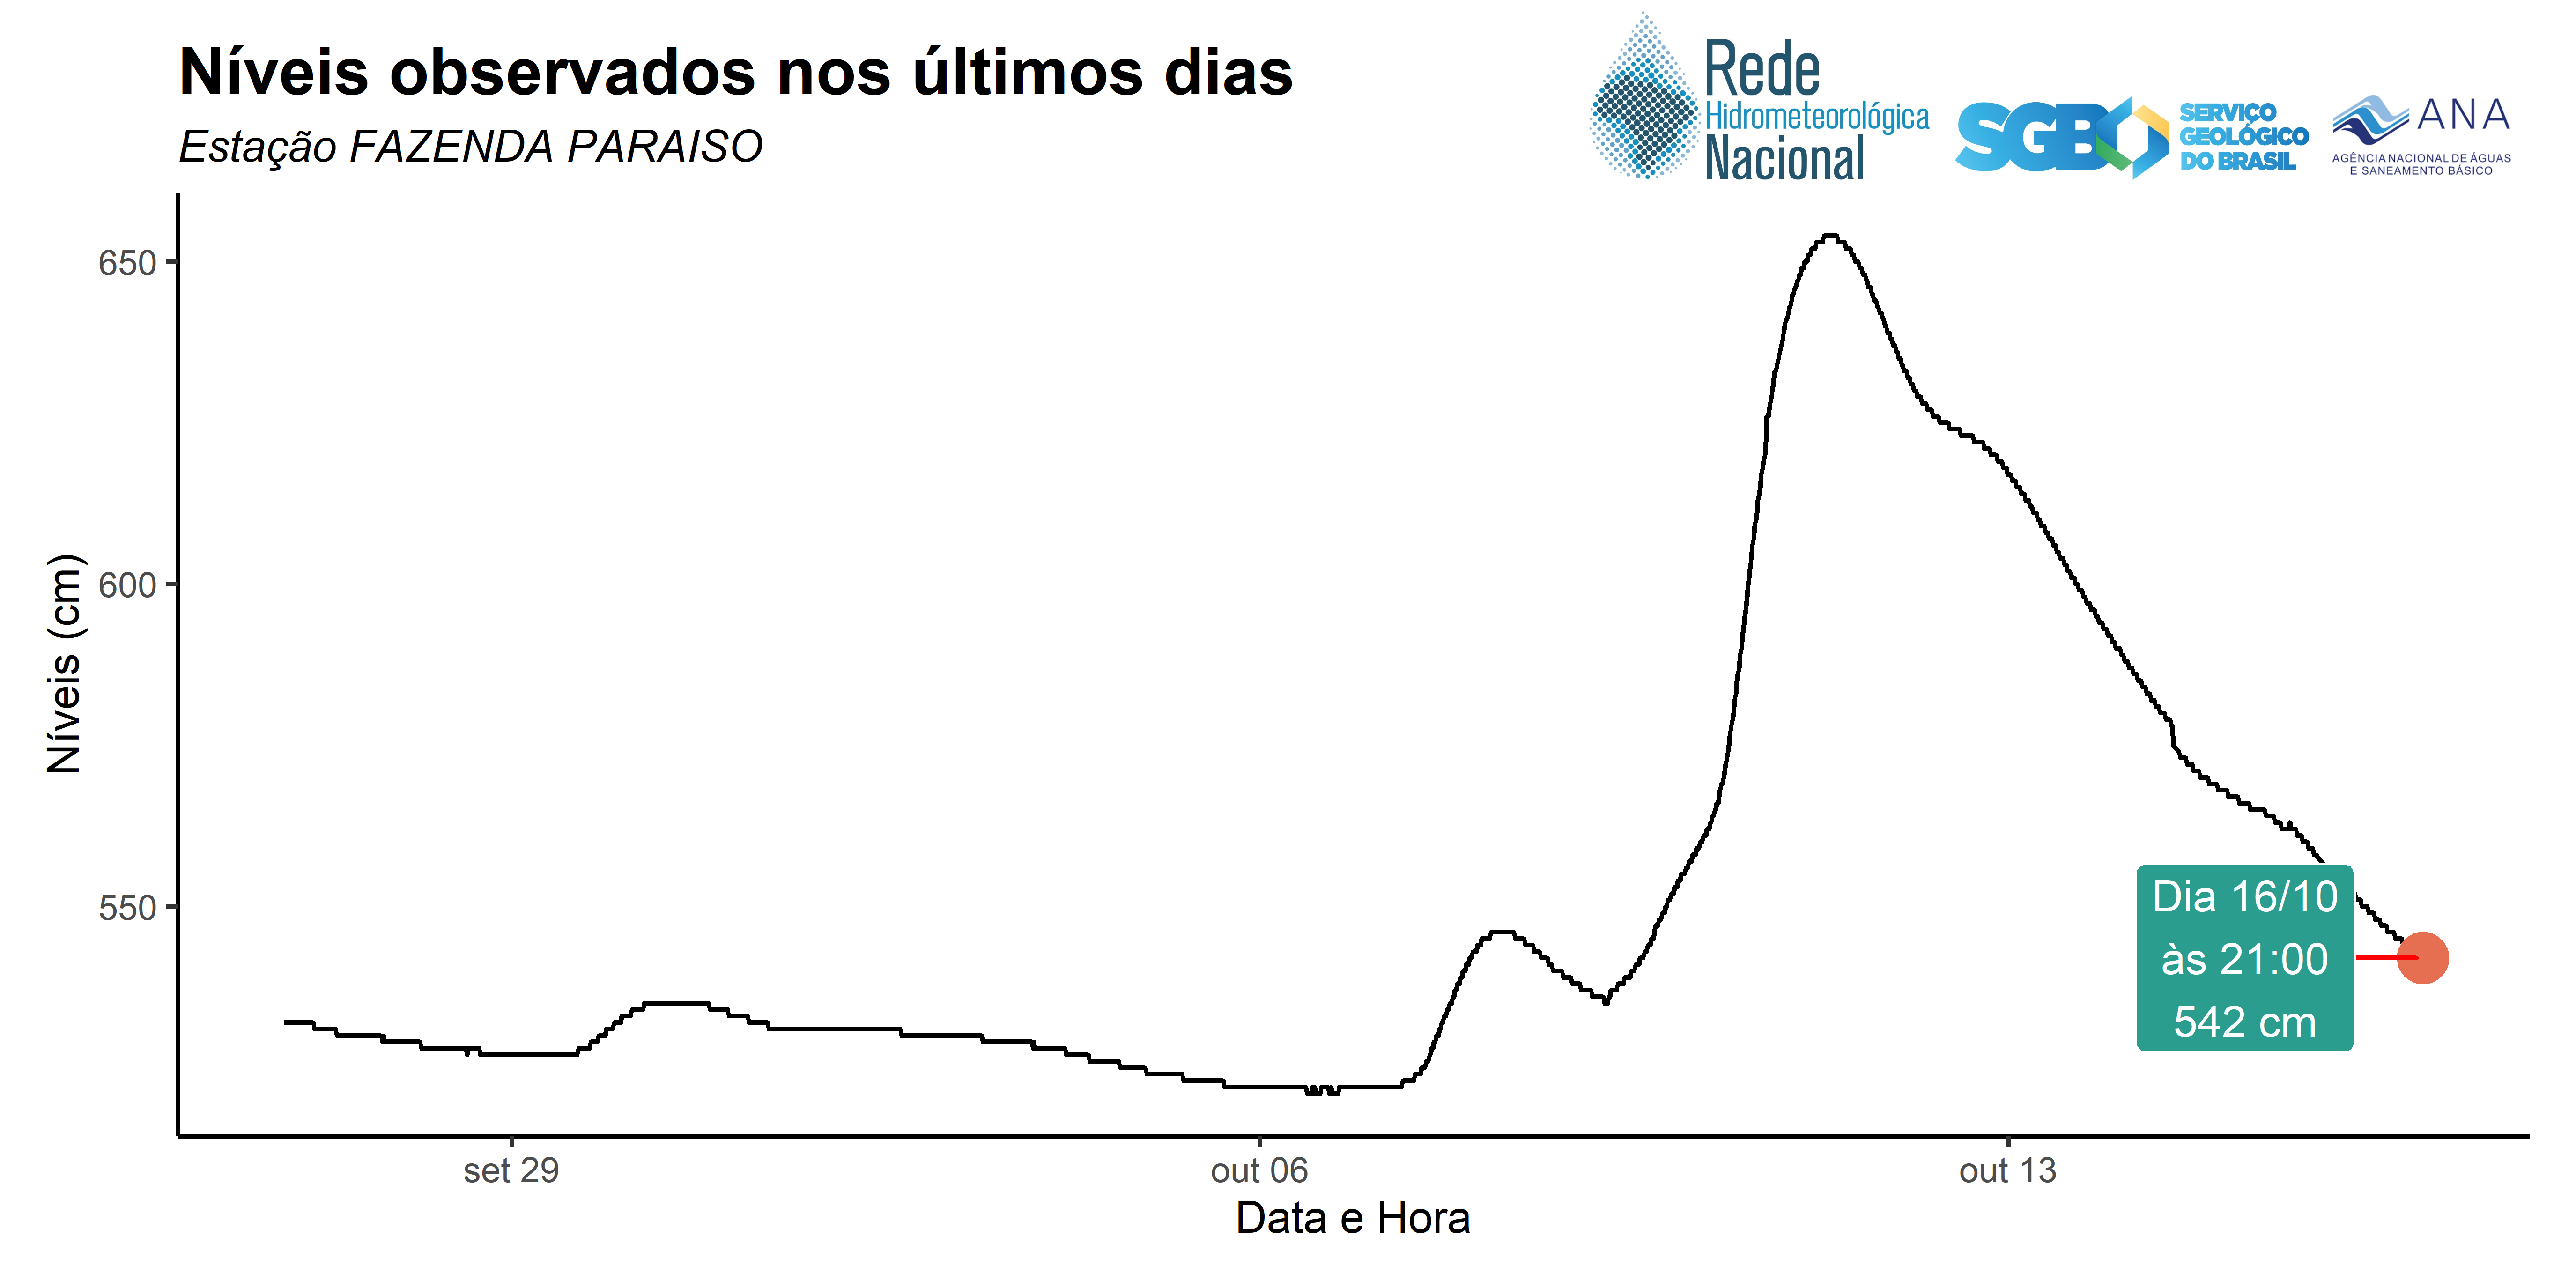 Níveis observados nos últimos dias
Estação FAZENDA PARAISO
Rede
Hidrometeorológica
Nacional
SGB
SERVIÇO
GEOLÓGICO
DO BRASIL
ANA
AGÊNCIA NACIONAL DE ÁGUAS
E SANEAMENTO BÁSICO
Níveis (cm)
650
600
550
Dia 16/10
às 21:00
542 cm
set 29
out 06
out 13
Data e Hora